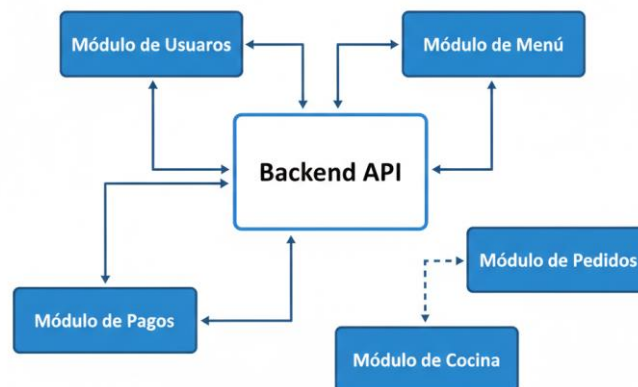 Módulo de Usuaros
Módulo de Menú
Backend API
Módulo de Pedidos
Módulo de Pagos
Módulo de Cocina